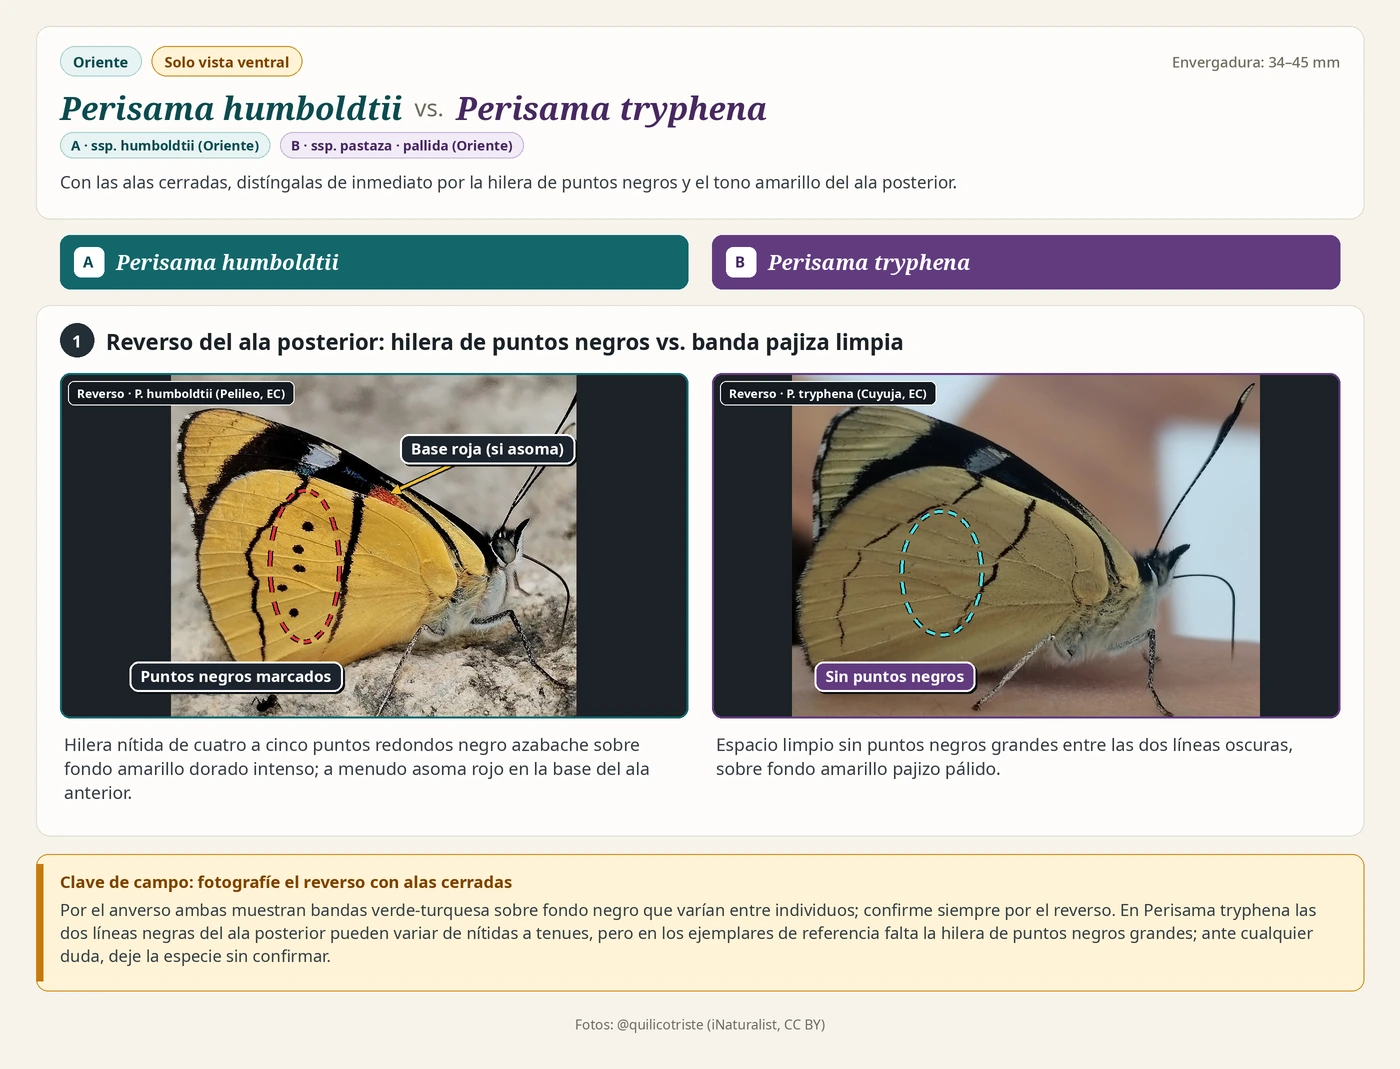 Oriente
Solo vista ventral
Envergadura: 34–45 mm
Perisama humboldtii vs. Perisama tryphena
A · ssp. humboldtii (Oriente)
B · ssp. pastaza · pallida (Oriente)
Con las alas cerradas, distíngalas de inmediato por la hilera de puntos negros y el tono amarillo del ala posterior.
A Perisama humboldtii
B Perisama tryphena
1 Reverso del ala posterior: hilera de puntos negros vs. banda pajiza limpia
Reverso · P. humboldtii (Pelileo, EC)
Base roja (si asoma)
Puntos negros marcados
Reverso · P. tryphena (Cuyuja, EC)
Sin puntos negros
Hilera nítida de cuatro a cinco puntos redondos negro azabache sobre
fondo amarillo dorado intenso; a menudo asoma rojo en la base del ala
anterior.
Espacio limpio sin puntos negros grandes entre las dos líneas oscuras,
sobre fondo amarillo pajizo pálido.
Clave de campo: fotografíe el reverso con alas cerradas
Por el anverso ambas muestran bandas verde-turquesa sobre fondo negro que varían entre individuos; confirme siempre por el reverso. En Perisama tryphena las
dos líneas negras del ala posterior pueden variar de nítidas a tenues, pero en los ejemplares de referencia falta la hilera de puntos negros grandes; ante cualquier
duda, deje la especie sin confirmar.
Fotos: @quilicotriste (iNaturalist, CC BY)